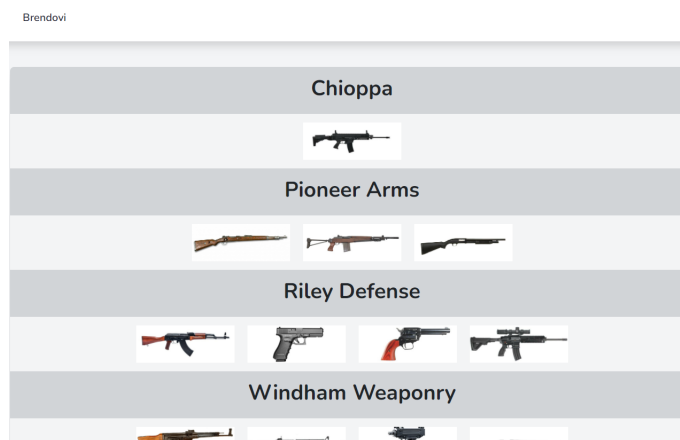 Brendovi
Chioppa
Pioneer Arms
Riley Defense
Windham Weaponry